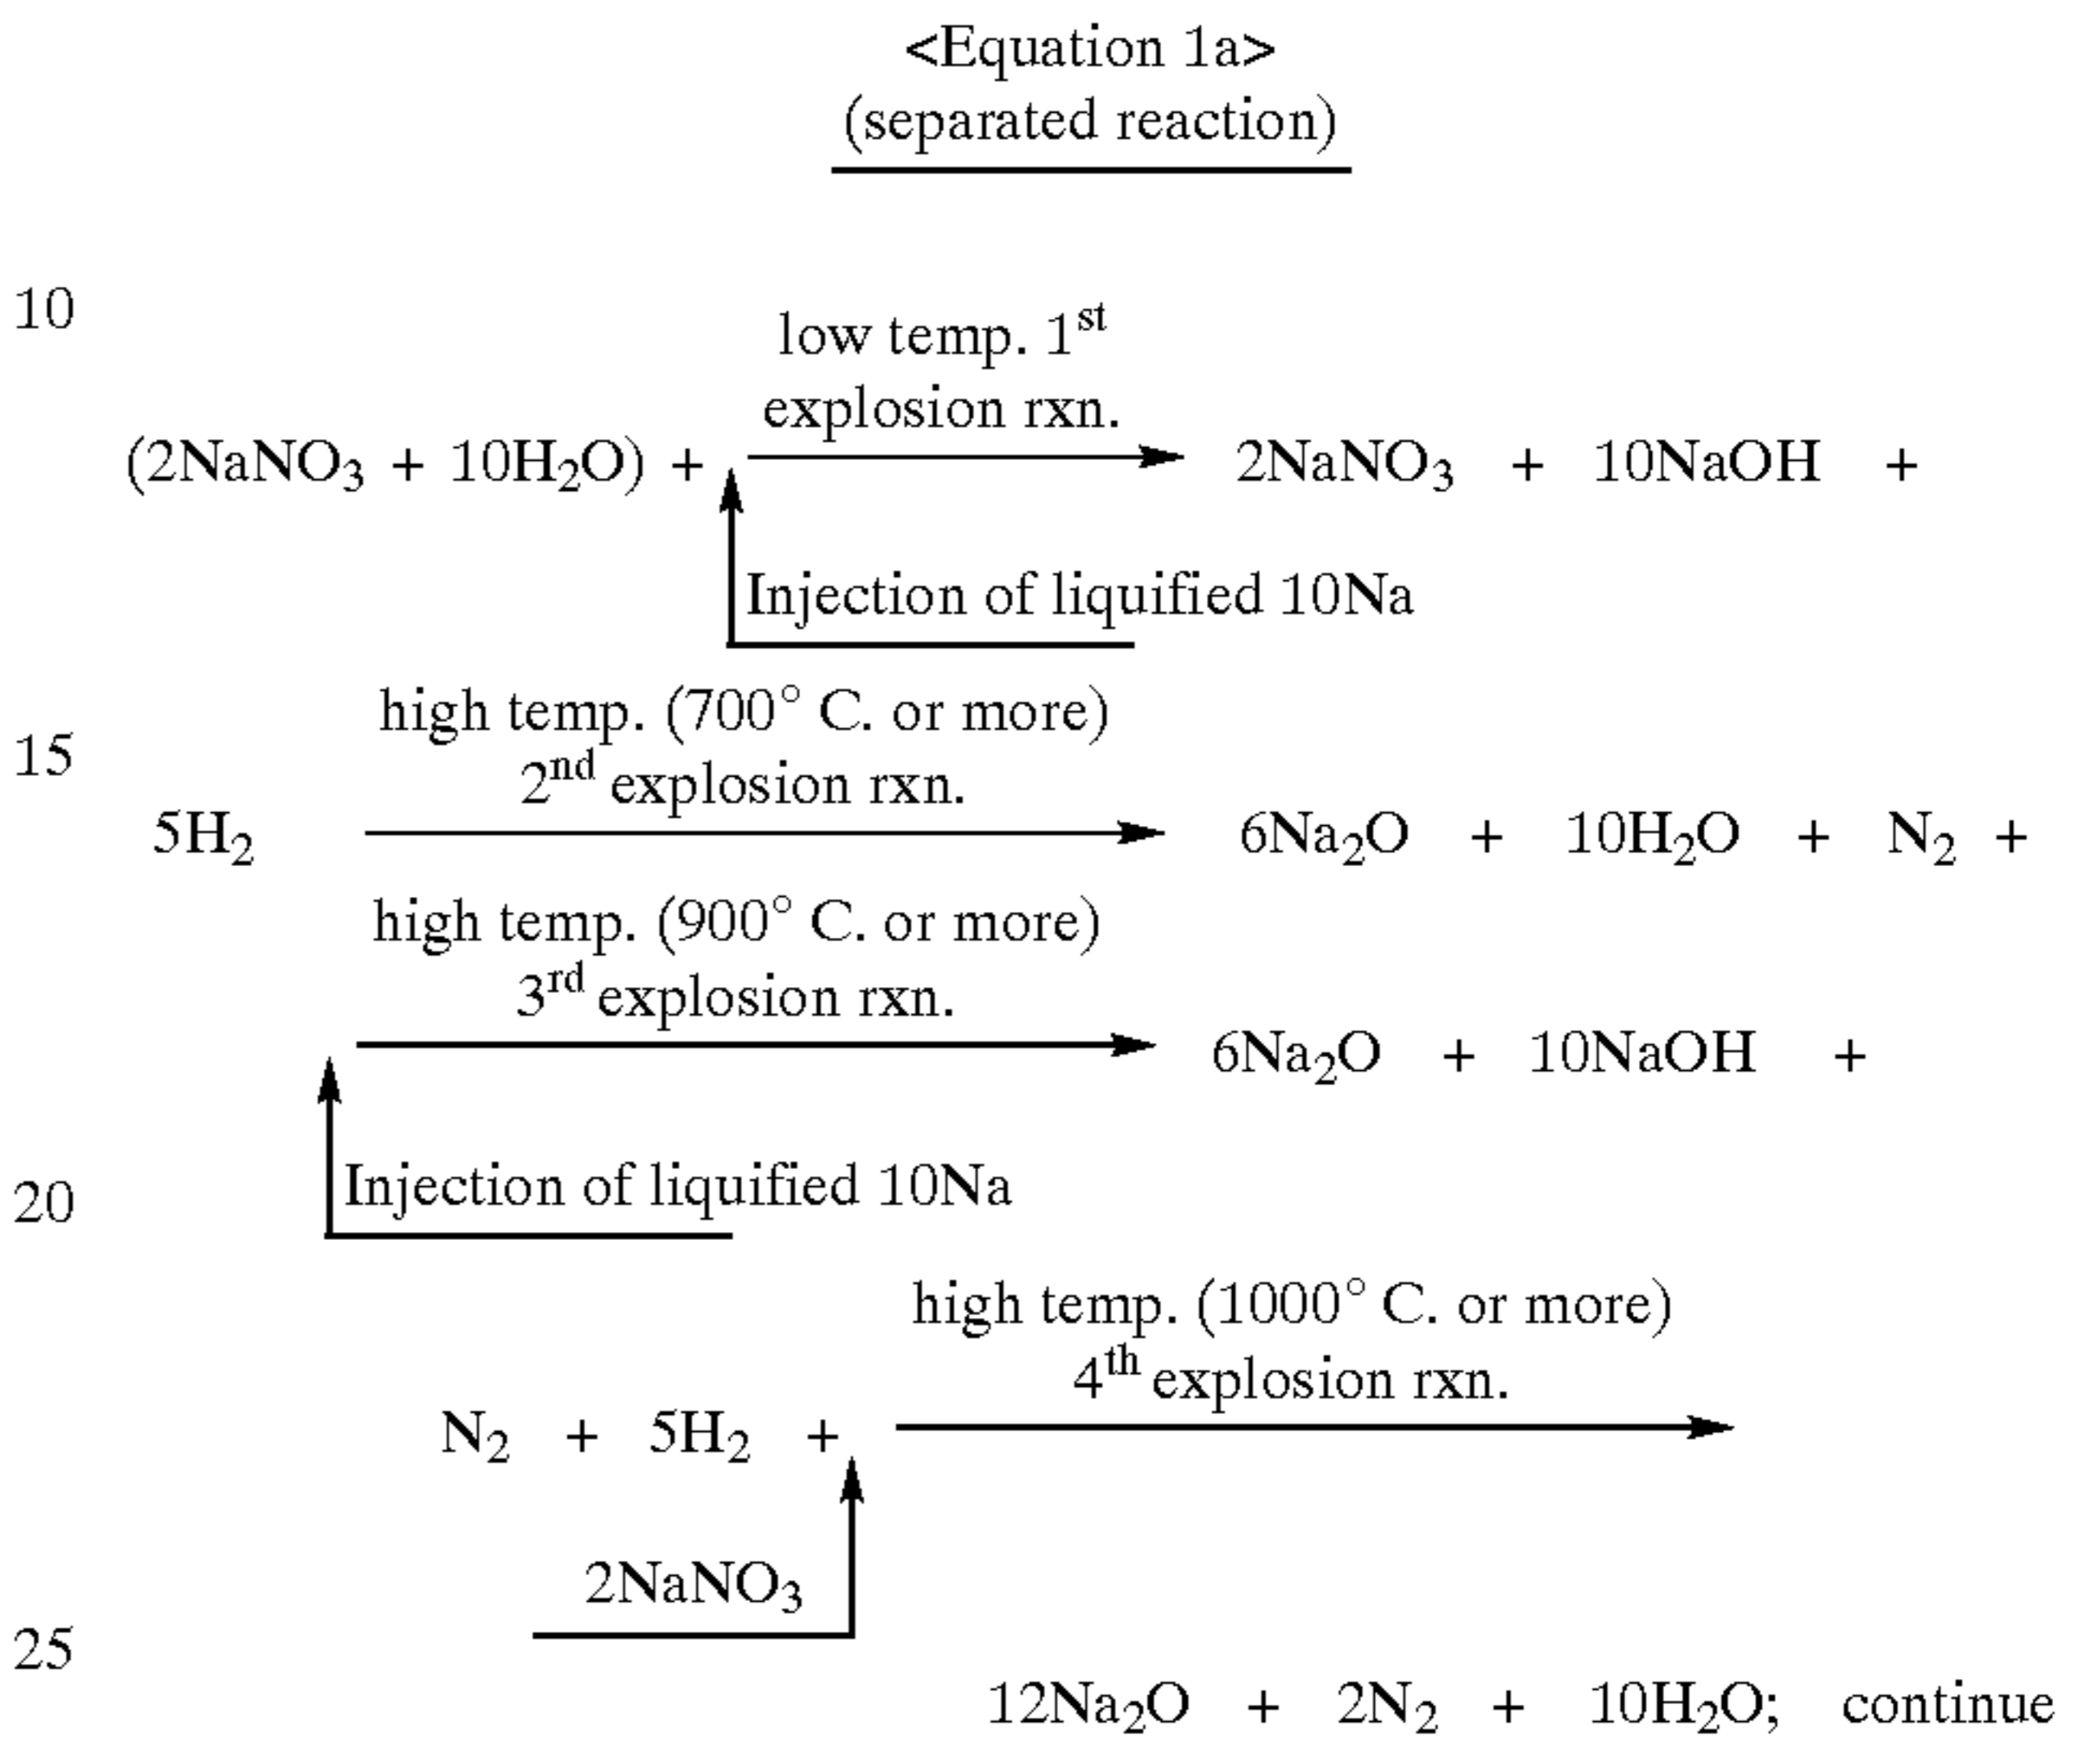 <Equation 1a>
(separated reaction)
10
low temp. 1st
explosion rxn.
(2NaNO3 + 10H2O) + 2NaNO3 + 10NaOH +
Injection of liquified 10Na
high temp. (700° C. or more)
15
2nd explosion rxn.
5H2 6Na2O + 10H2O + N2 +
high temp. (900° C. or more)
3rd explosion rxn.
6Na2O + 10NaOH +
20
Injection of liquified 10Na
high temp. (1000° C. or more)
4th explosion rxn.
N2 + 5H2 +
2NaNO3
25
12Na2O + 2N2 + 10H2O; continue